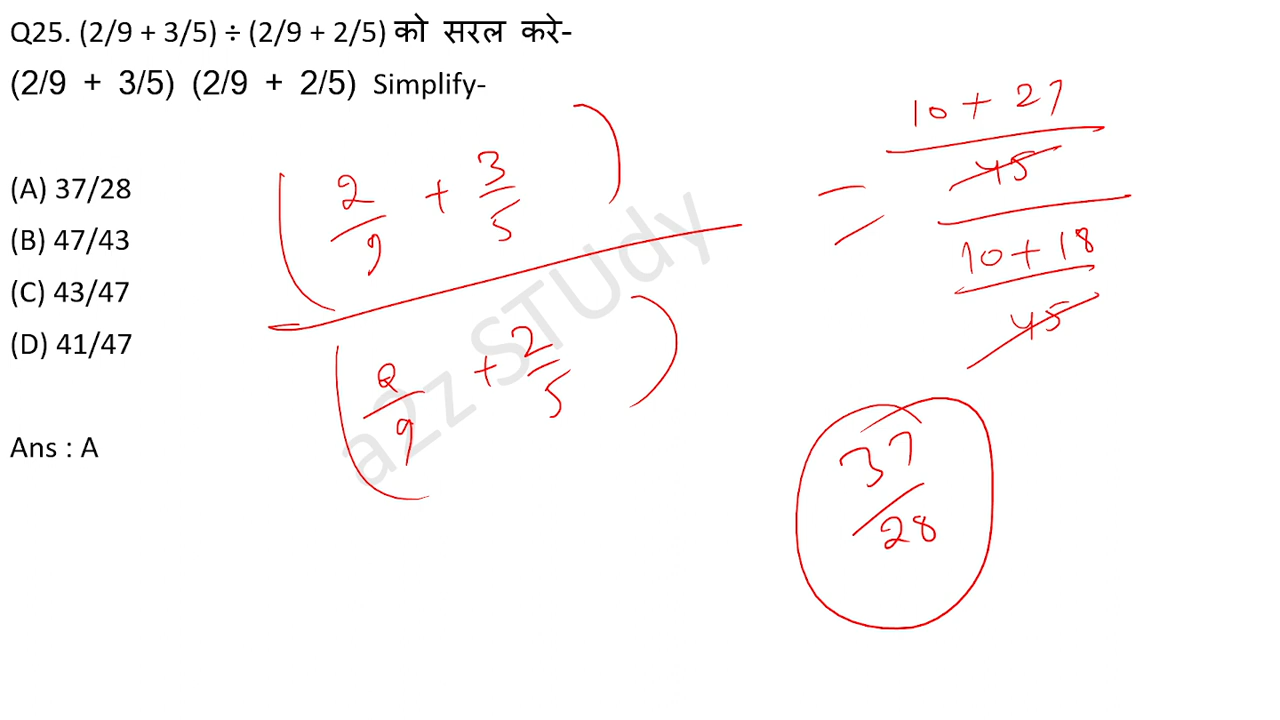 Q25. (2/9 + 3/5) ÷ (2/9 + 2/5) को सरल करे-
(2/9 + 3/5) (2/9 + 2/5) Simplify-
(A) 37/28
(B) 47/43
(C) 43/47
(D) 41/47
Ans : A
(2/9 + 3/5)
(2/9 + 2/5)
=
10 + 27
45
10 + 18
45
37
28
a2z STUdy